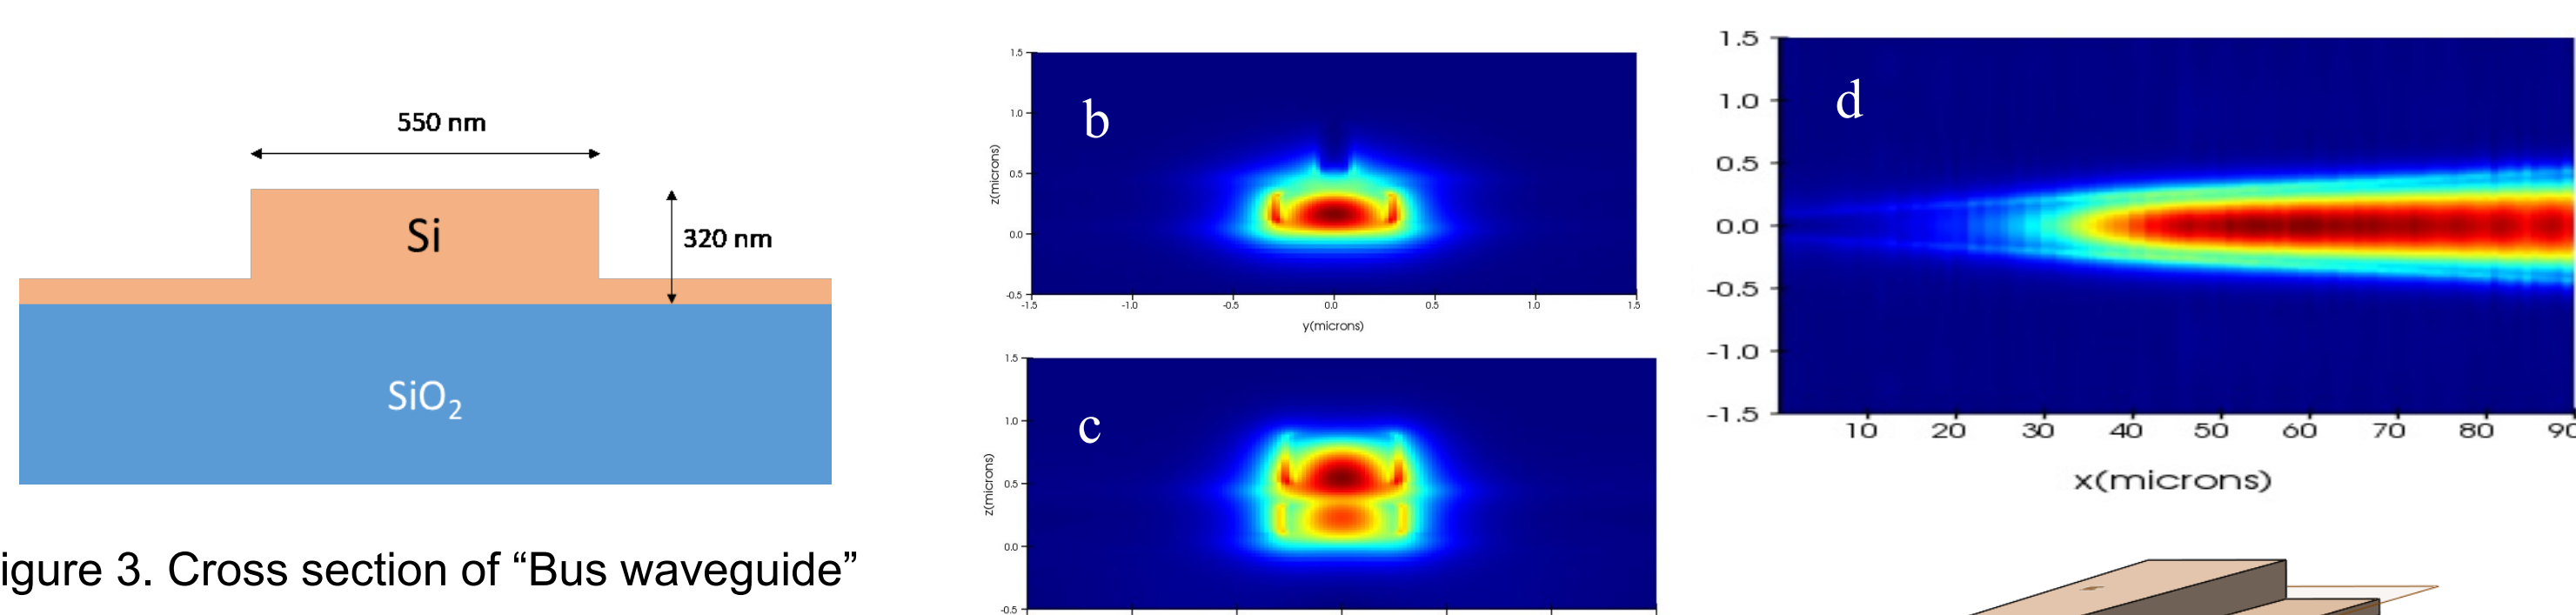 550 nm
Si
320 nm
SiO2
igure 3. Cross section of “Bus waveguide”
b
1.5
1.0
0.5
0.0
-0.5
z(microns)
-1.5
-1.0
-0.5
0.0
0.5
1.0
1.5
y(microns)
c
1.5
1.0
0.5
0.0
-0.5
z(microns)
d
1.5
1.0
0.5
0.0
-0.5
-1.0
-1.5
10
20
30
40
50
60
70
80
90
x(microns)